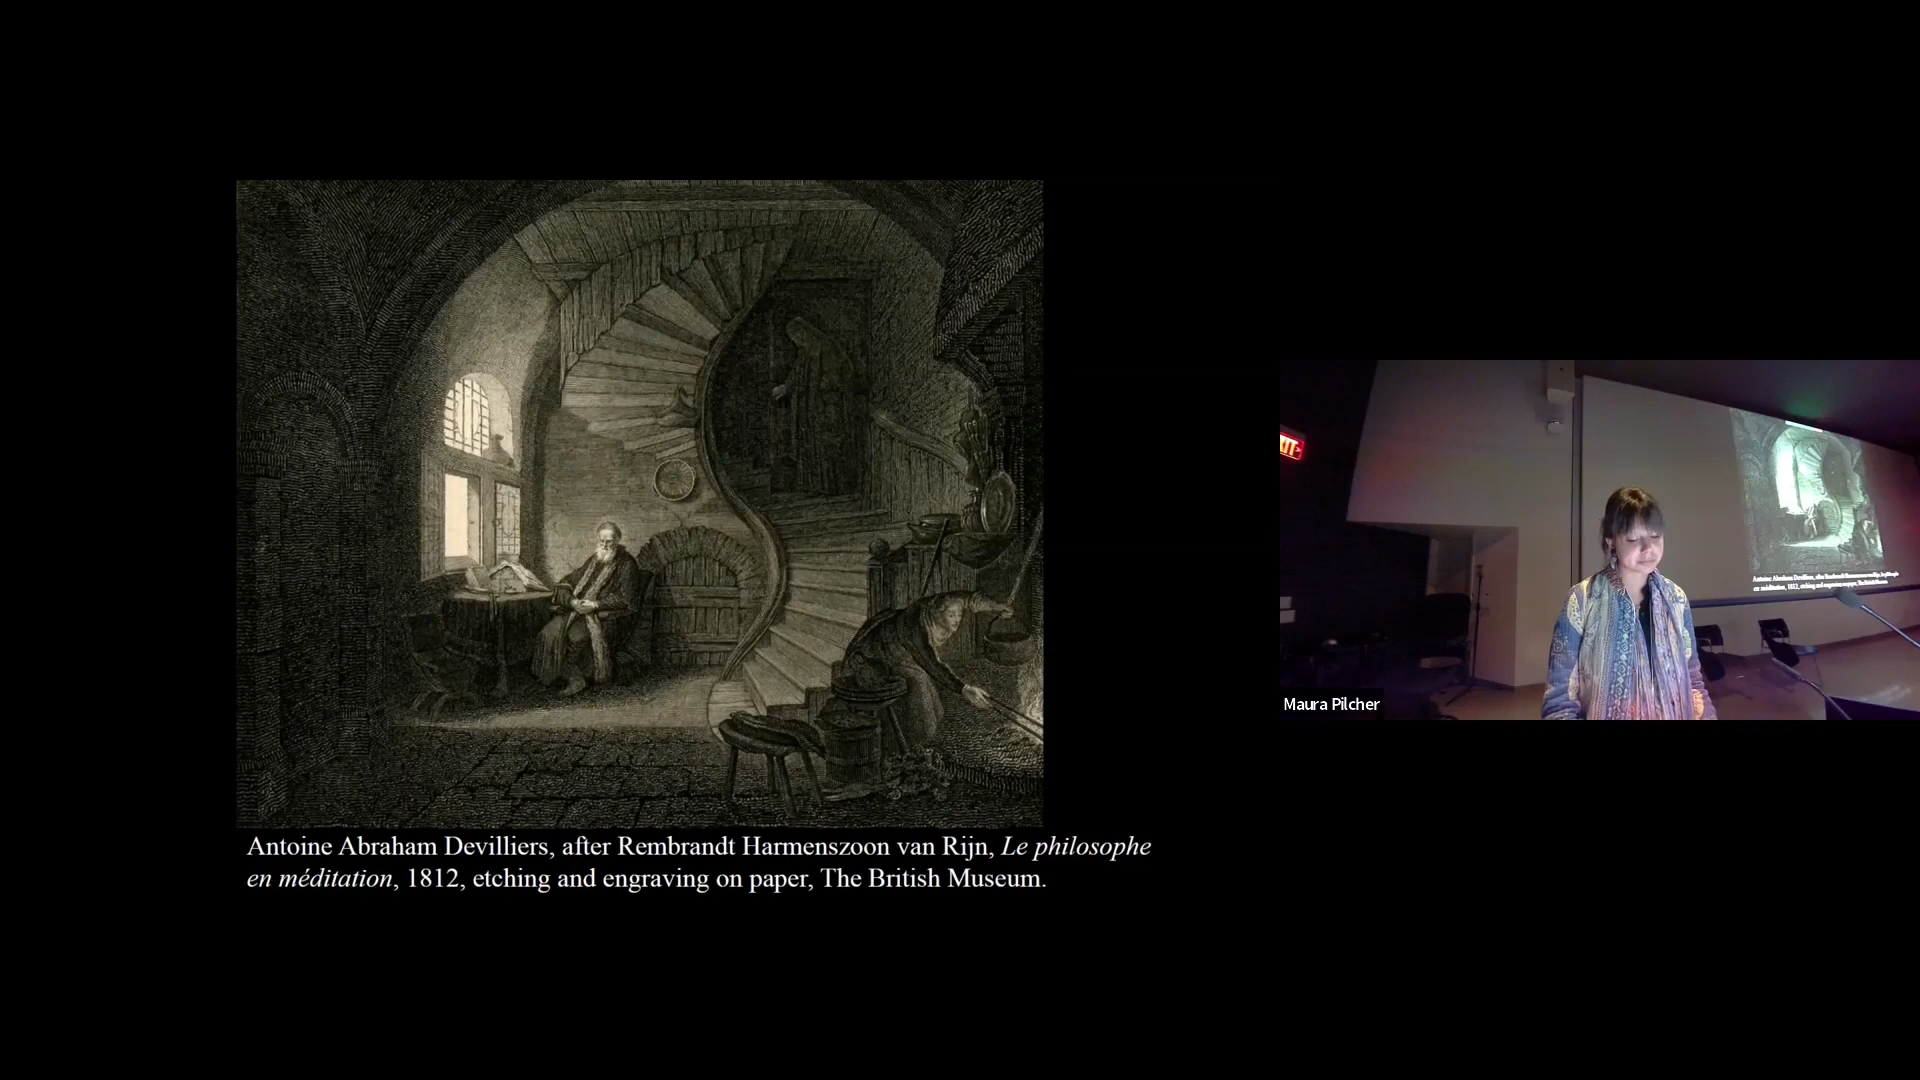 Antoine Abraham Devilliers, after Rembrandt Harmenszoon van Rijn, Le philosophe
en méditation, 1812, etching and engraving on paper, The British Museum.
Maura Pilcher